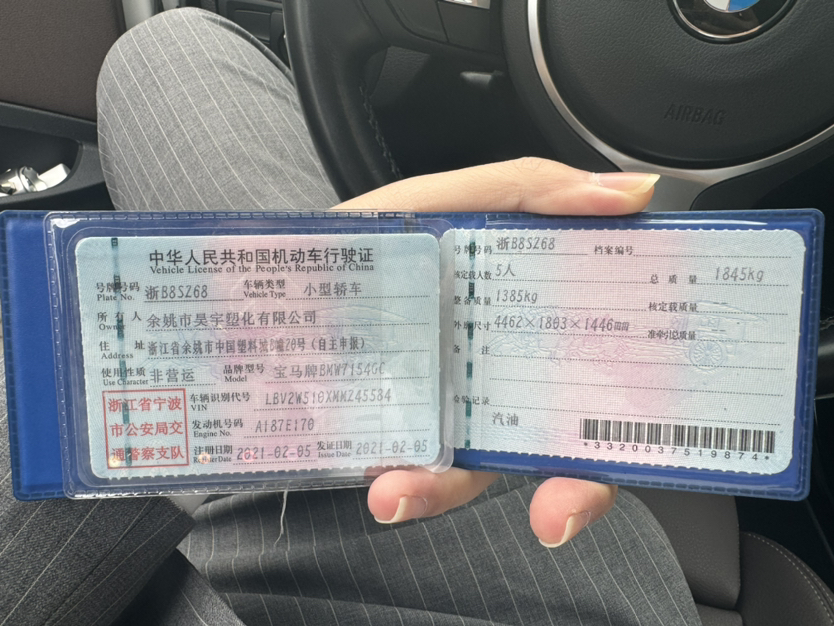 AIRBAG
中华人民共和国机动车行驶证
Vehicle License of the People's Republic of China
号牌号码 浙B8S268 车辆类型 小型轿车
Plate No. Vehicle Type
所有人 余姚市昊宇塑化有限公司
Owner
住址 浙江省余姚市中国塑料城B幢20号（自主申报）
Address
使用性质 非营运 品牌型号 宝马牌BMW7154GC
Use Character Model
浙江省宁波
市公安局交
通警察支队
车辆识别代号 LBV2W510XMMZ45584
VIN
发动机号码 A187E170
Engine No.
注册日期 2021-02-05 发证日期 2021-02-05
Register Date Issue Date
号牌号码 浙B8S268 档案编号
核定载人数 5人 总质量 1845kg
整备质量 1385kg 核定载质量
外廓尺寸 4462×1803×1446mm 准牵引总质量
备注
检验记录
汽油
*3320037519874*